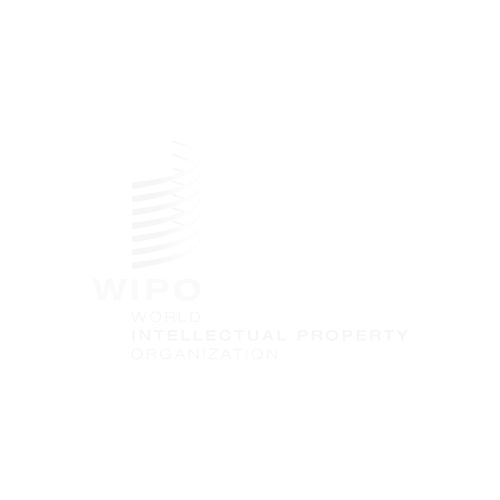 WIPO
WORLD
INTELLECTUAL PROPERTY
ORGANIZATION